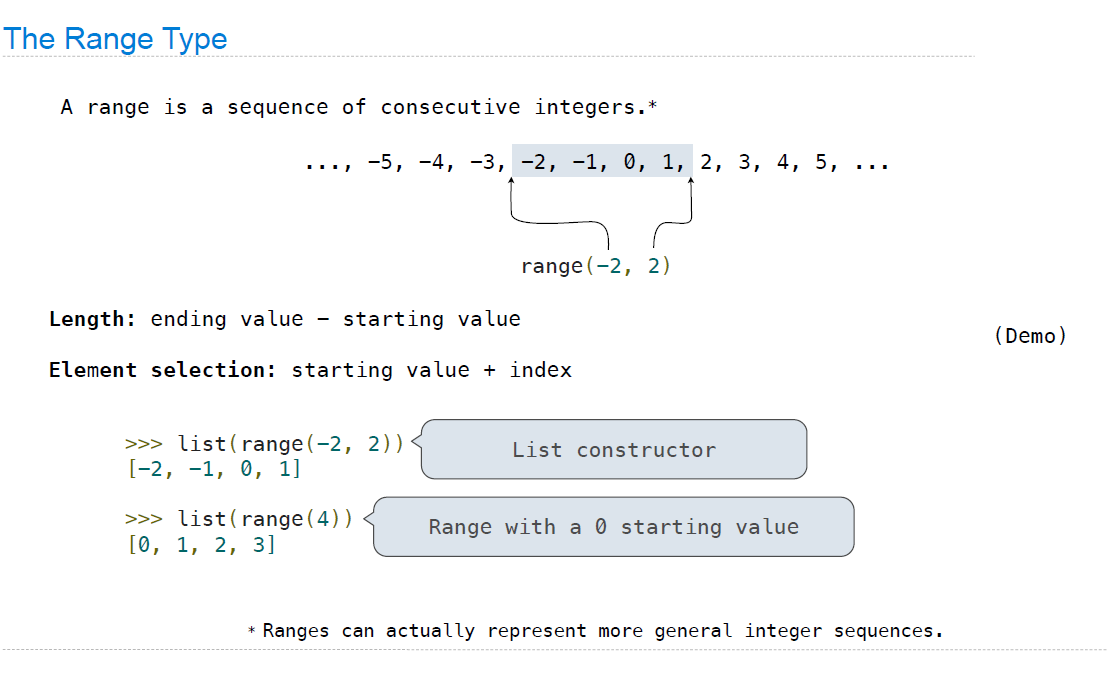 The Range Type
A range is a sequence of consecutive integers.*
..., −5, −4, −3, −2, −1, 0, 1, 2, 3, 4, 5, ...
range(−2, 2)
Length: ending value − starting value
(Demo)
Element selection: starting value + index
>>> list(range(−2, 2))
List constructor
[−2, −1, 0, 1]
>>> list(range(4))
Range with a 0 starting value
[0, 1, 2, 3]
* Ranges can actually represent more general integer sequences.